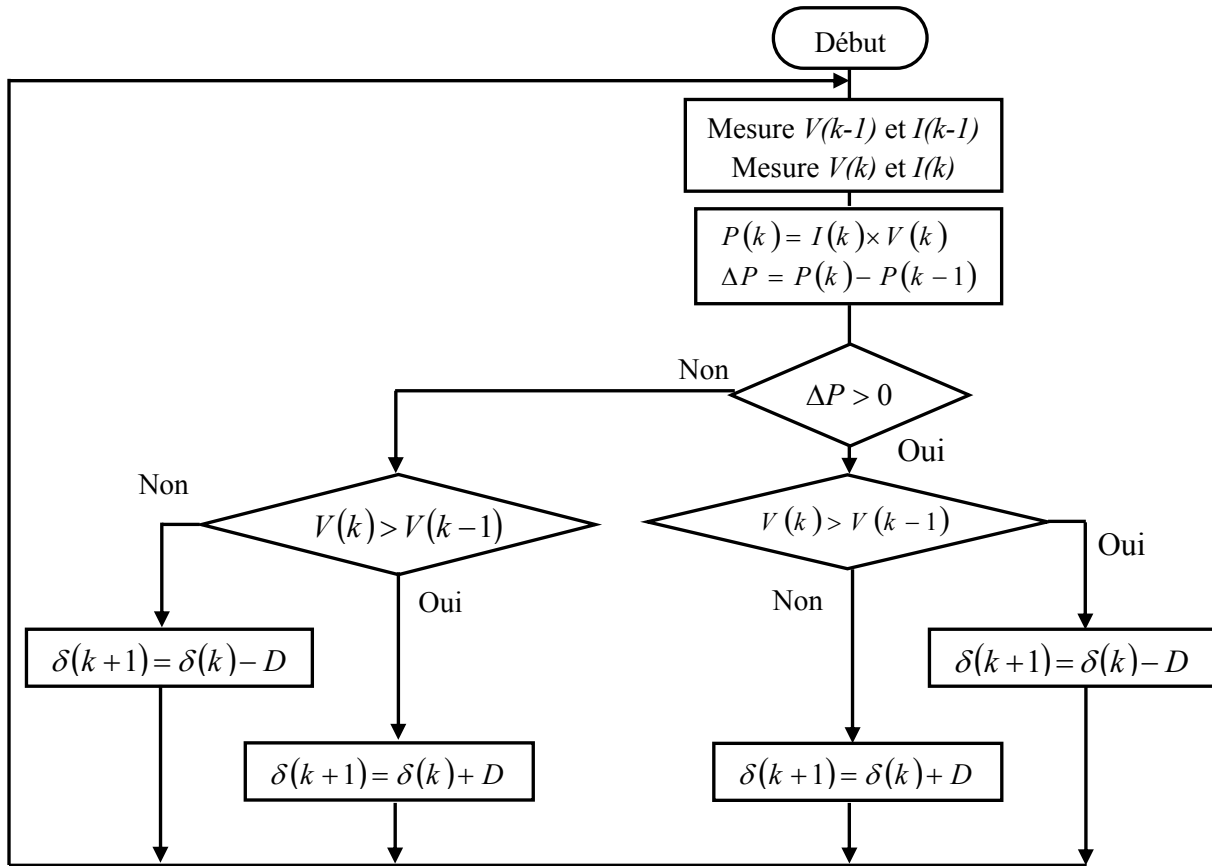 Début
Mesure V(k-1) et I(k-1)
Mesure V(k) et I(k)
P(k) = I(k)× V(k)
ΔP = P(k)− P(k − 1)
Non
ΔP > 0
Oui
Non
V(k) > V(k − 1)
V(k) > V(k − 1)
Oui
Oui
Non
δ(k + 1) = δ(k) − D
δ(k + 1) = δ(k) − D
δ(k + 1) = δ(k) + D
δ(k + 1) = δ(k) + D